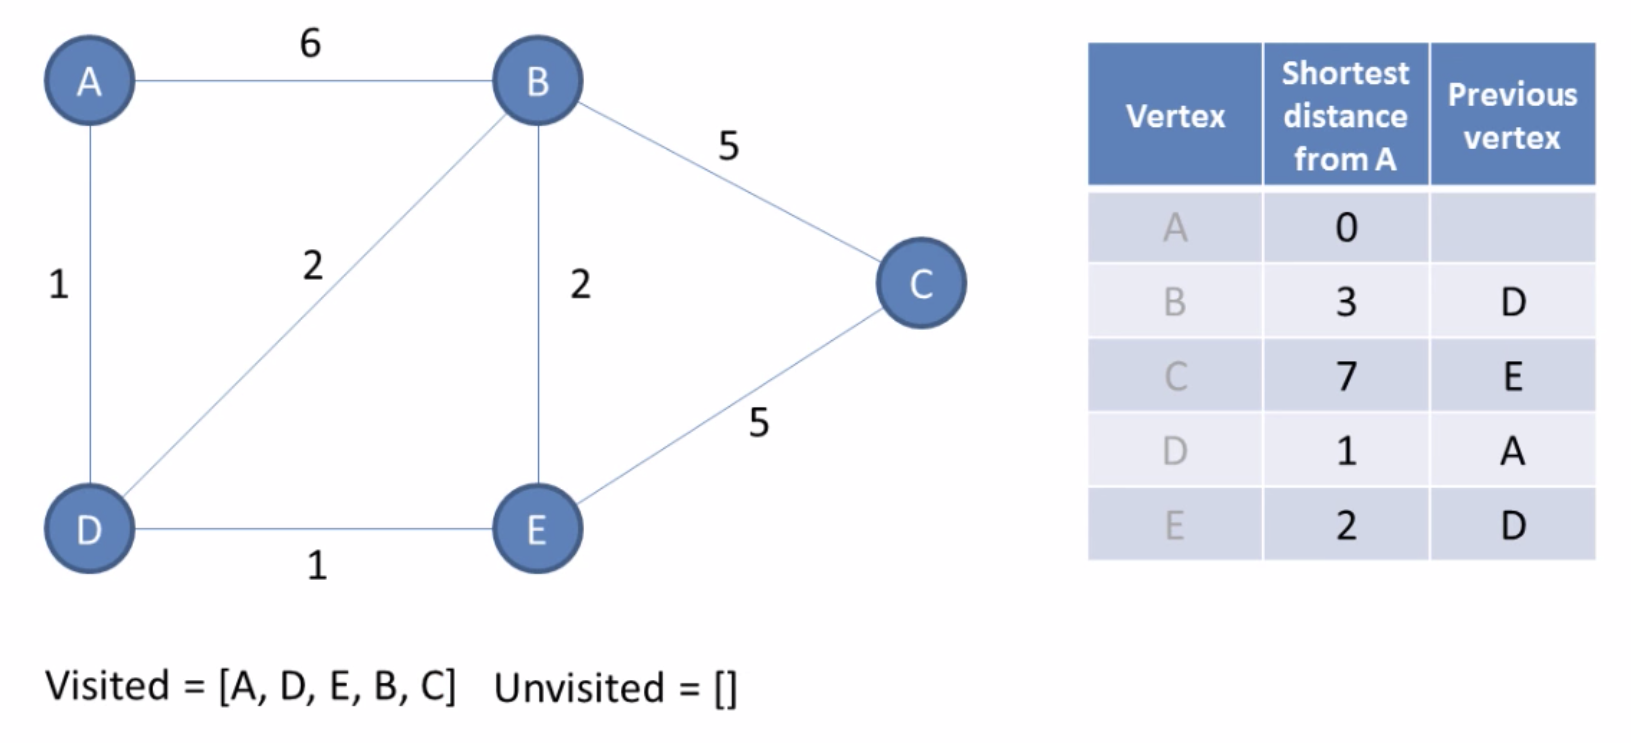 6
A
B
5
Vertex
Shortest
distance
from A
Previous
vertex
1
2
2
C
5
D
E
1
A 0
B 3 D
C 7 E
D 1 A
E 2 D
Visited = [A, D, E, B, C] Unvisited = []